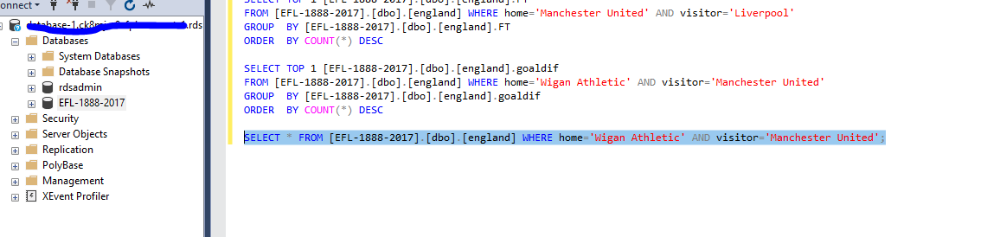 onnect
SELECT TOP 1 [EFL-1888-2017].[dbo].[england].FT
FROM [EFL-1888-2017].[dbo].[england] WHERE home='Manchester United' AND visitor='Liverpool'
GROUP  BY [EFL-1888-2017].[dbo].[england].FT
ORDER  BY COUNT(*) DESC
SELECT TOP 1 [EFL-1888-2017].[dbo].[england].goaldif
FROM [EFL-1888-2017].[dbo].[england] WHERE home='Wigan Athletic' AND visitor='Manchester United'
GROUP  BY [EFL-1888-2017].[dbo].[england].goaldif
ORDER  BY COUNT(*) DESC
SELECT * FROM [EFL-1888-2017].[dbo].[england] WHERE home='Wigan Athletic' AND visitor='Manchester United';
Databases
System Databases
Database Snapshots
rdsadmin
EFL-1888-2017
Security
Server Objects
Replication
PolyBase
Management
XEvent Profiler